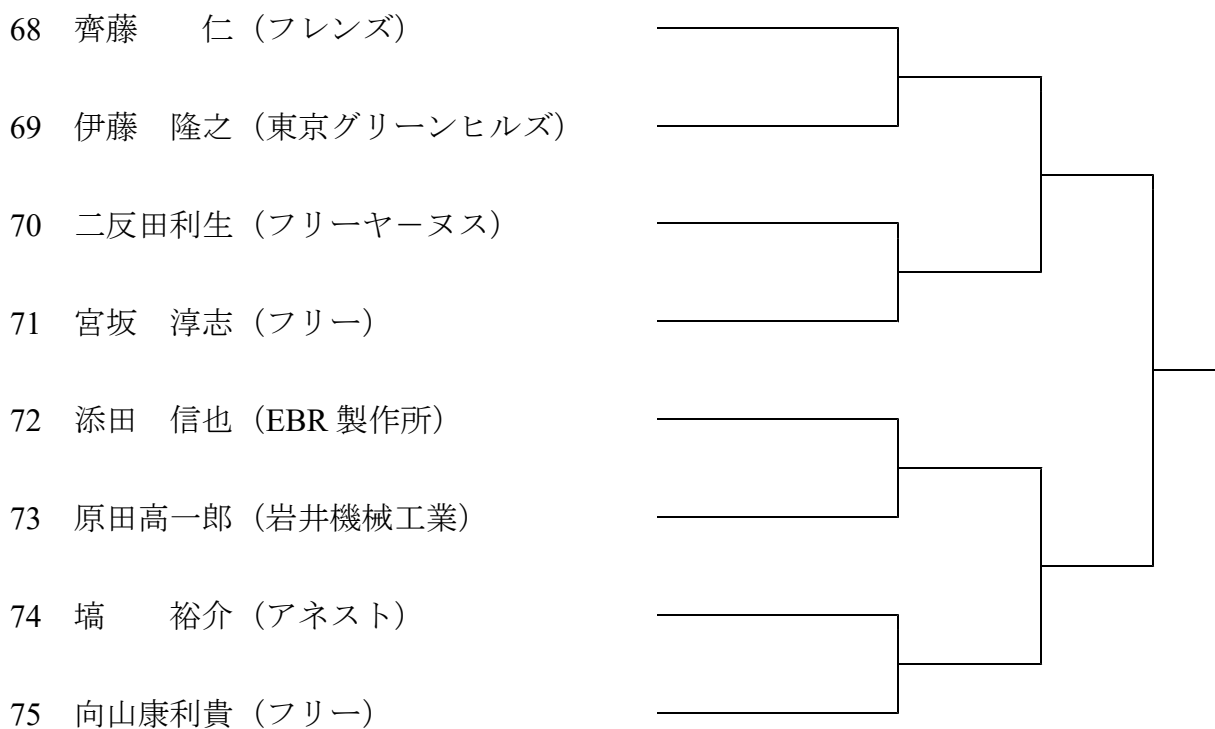 68 齊藤　　仁（フレンズ）
69 伊藤　隆之（東京グリーンヒルズ）
70 二反田利生（フリーヤーヌス）
71 宮坂　淳志（フリー）
72 添田　信也（EBR 製作所）
73 原田高一郎（岩井機械工業）
74 塙　　裕介（アネスト）
75 向山康利貴（フリー）